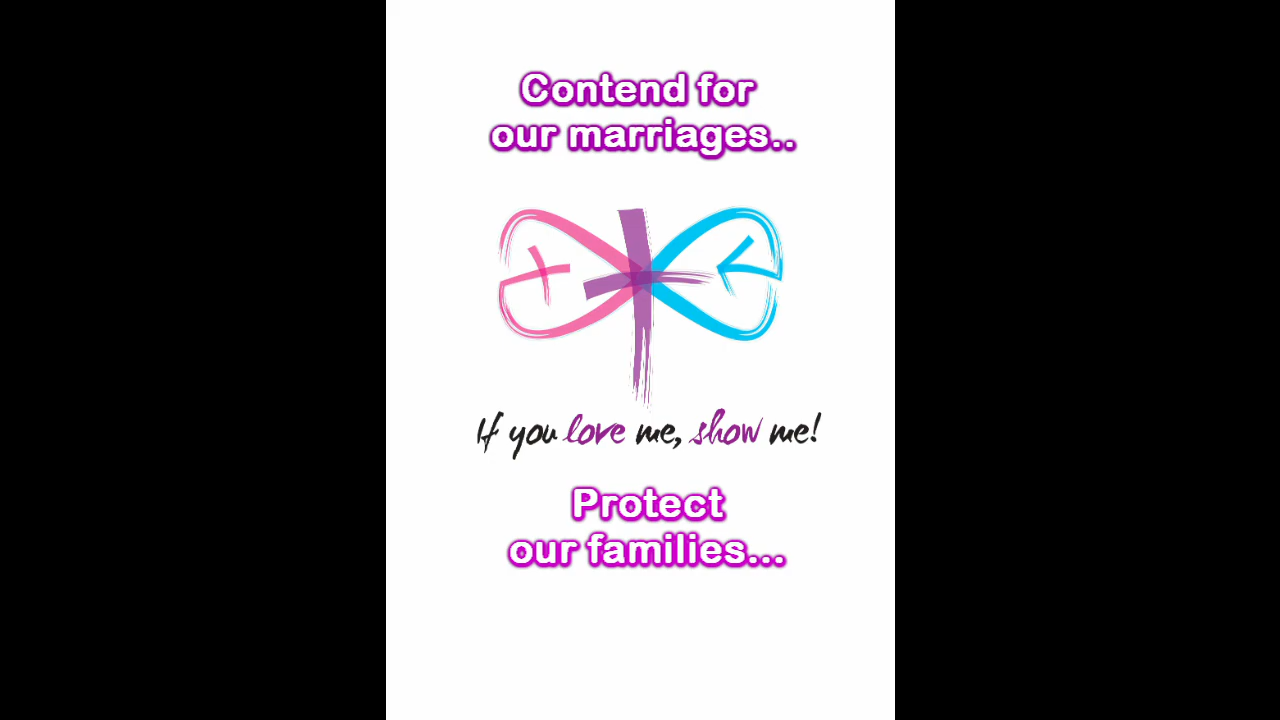 Contend for
our marriages..
If you love me, show me!
Protect
our families...